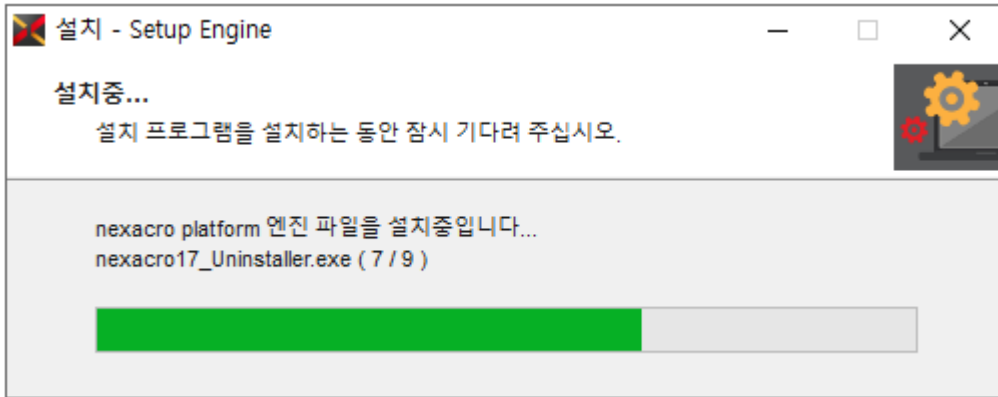 설치 - Setup Engine
설치중...
설치 프로그램을 설치하는 동안 잠시 기다려 주십시오.
nexacro platform 엔진 파일을 설치중입니다...
nexacro17_Uninstaller.exe ( 7 / 9 )